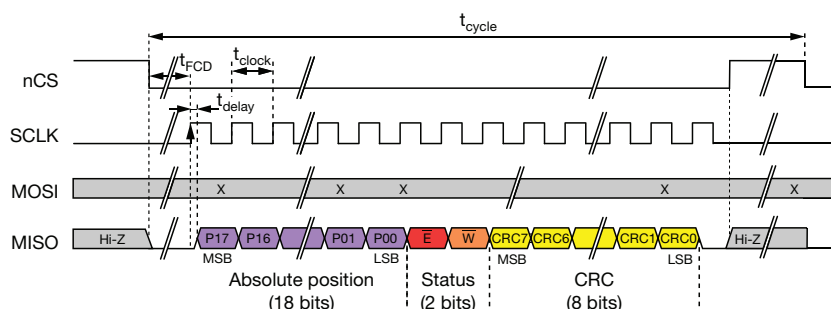 tcycle
tFCD
tclock
nCS
tdelay
SCLK
MOSI
X
X
X
X
X
MISO
Hi-Z
P17
P16
P01
P00
E
W
CRC7
CRC6
CRC1
CRC0
Hi-Z
MSB
LSB
MSB
LSB
Absolute position
(18 bits)
Status
(2 bits)
CRC
(8 bits)